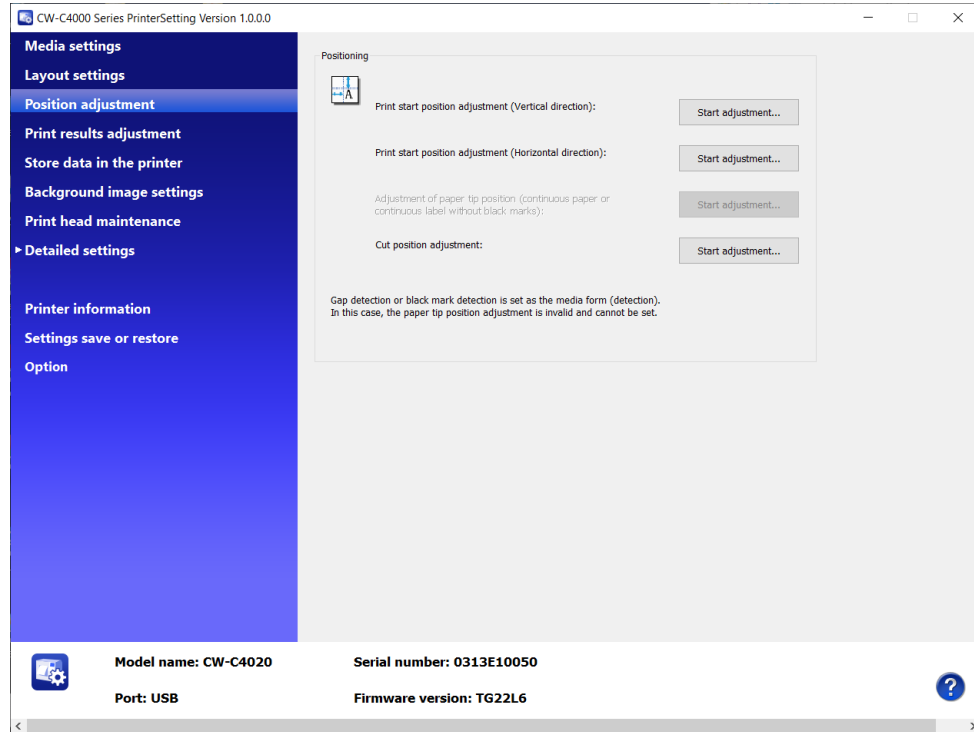 CW-C4000 Series PrinterSetting Version 1.0.0.0
Media settings
Layout settings
Position adjustment
Print results adjustment
Store data in the printer
Background image settings
Print head maintenance
Detailed settings
Printer information
Settings save or restore
Option
Positioning
A
Print start position adjustment (Vertical direction):
Start adjustment...
Print start position adjustment (Horizontal direction):
Start adjustment...
Adjustment of paper tip position (continuous paper or
continuous label without black marks):
Start adjustment...
Cut position adjustment:
Start adjustment...
Gap detection or black mark detection is set as the media form (detection).
In this case, the paper tip position adjustment is invalid and cannot be set.
Model name: CW-C4020
Serial number: 0313E10050
Port: USB
Firmware version: TG22L6
?